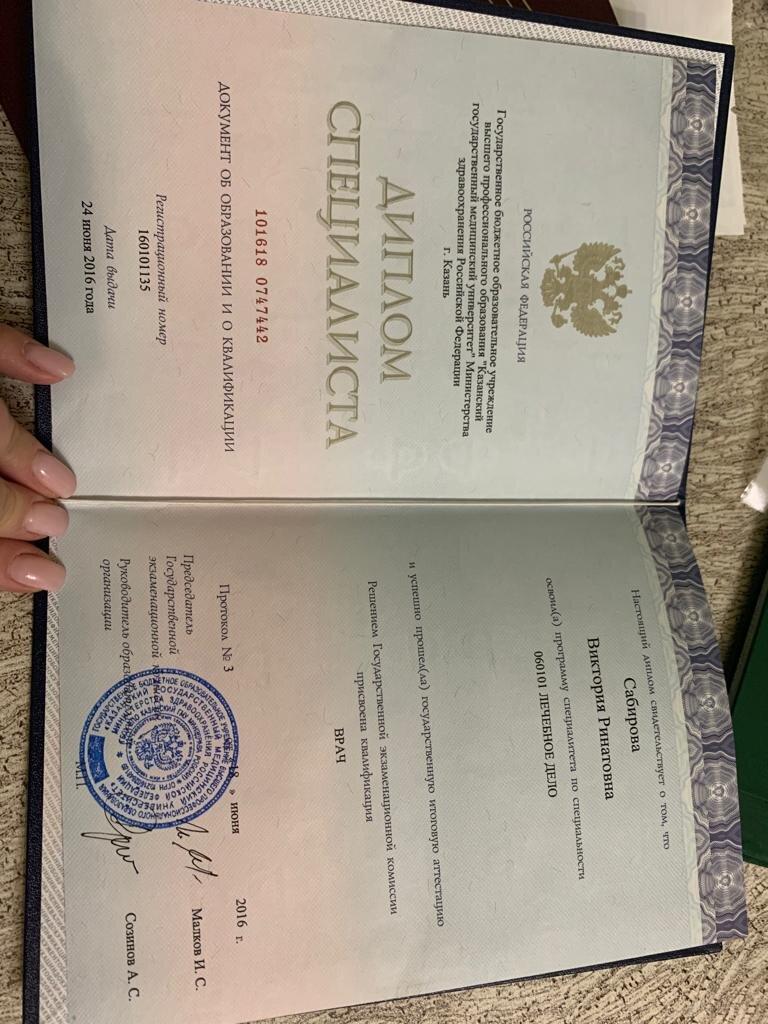 РОССИЙСКАЯ ФЕДЕРАЦИЯ
Государственное бюджетное образовательное учреждение
высшего профессионального образования "Казанский
государственный медицинский университет" Министерства
здравоохранения Российской Федерации
г. Казань
ДИПЛОМ
СПЕЦИАЛИСТА
101618 0747442
ДОКУМЕНТ ОБ ОБРАЗОВАНИИ И О КВАЛИФИКАЦИИ
Регистрационный номер
160101135
Дата выдачи
24 июня 2016 года
Настоящий диплом свидетельствует о том, что
Сабирова
Виктория Ринатовна
освоил(а) программу специалитета по специальности
060101 ЛЕЧЕБНОЕ ДЕЛО
и успешно прошел(ла) государственную итоговую аттестацию
Решением Государственной экзаменационной комиссии
присвоена квалификация
ВРАЧ
Протокол № 3 « 18 » июня 2016 г.
Председатель
Государственной
экзаменационной
Малков И. С.
Руководитель
организации
Созинов А. С.
М.П.